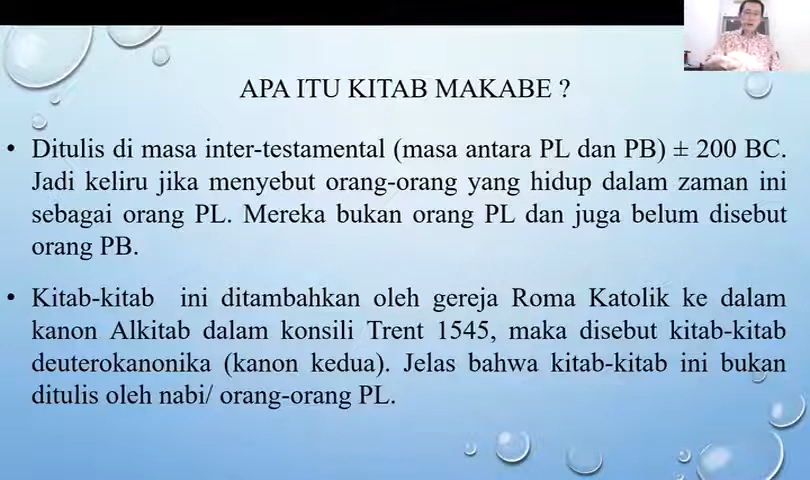 APA ITU KITAB MAKABE ?
• Ditulis di masa inter-testamental (masa antara PL dan PB) ± 200 BC.
Jadi keliru jika menyebut orang-orang yang hidup dalam zaman ini
sebagai orang PL. Mereka bukan orang PL dan juga belum disebut
orang PB.
• Kitab-kitab ini ditambahkan oleh gereja Roma Katolik ke dalam
kanon Alkitab dalam konsili Trent 1545, maka disebut kitab-kitab
deuterokanonika (kanon kedua). Jelas bahwa kitab-kitab ini bukan
ditulis oleh nabi/ orang-orang PL.